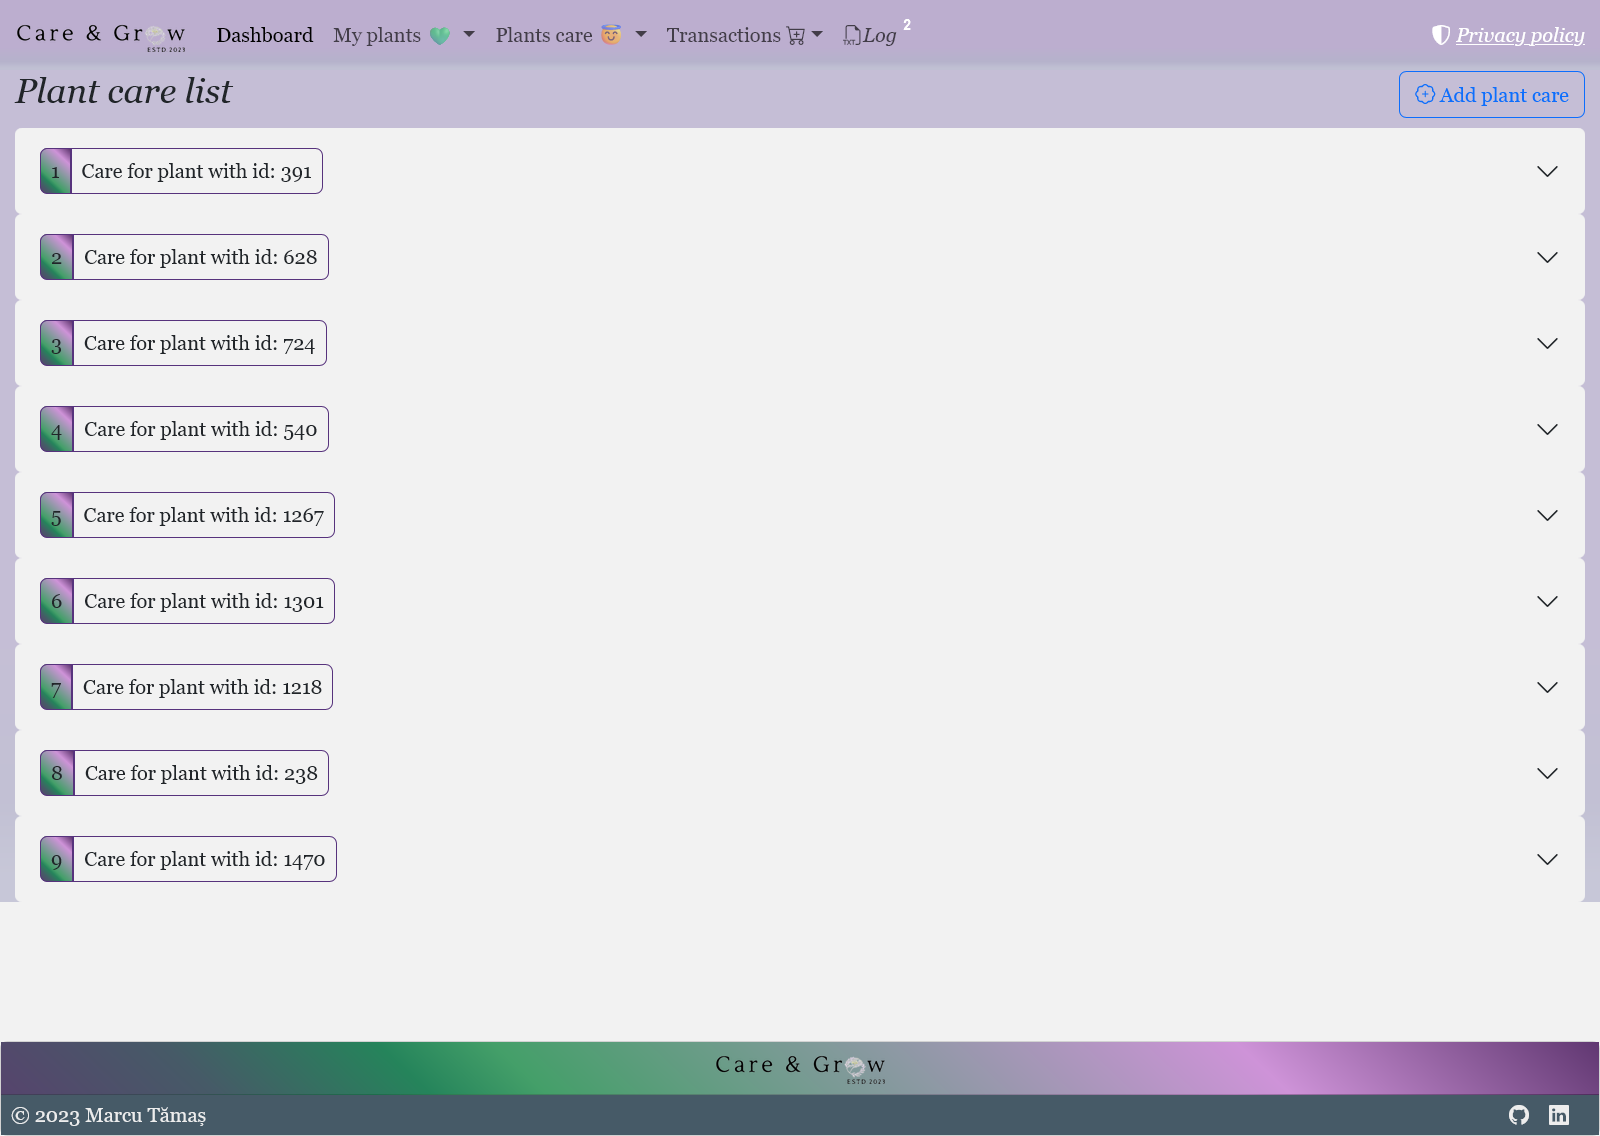 Care & Grow
ESTD 2023
Dashboard
My plants
Plants care
Transactions
TXT
Log
2
Privacy policy
Plant care list
Add plant care
1 Care for plant with id: 391
2 Care for plant with id: 628
3 Care for plant with id: 724
4 Care for plant with id: 540
5 Care for plant with id: 1267
6 Care for plant with id: 1301
7 Care for plant with id: 1218
8 Care for plant with id: 238
9 Care for plant with id: 1470
Care & Grow
ESTD 2023
© 2023 Marcu Tămaș